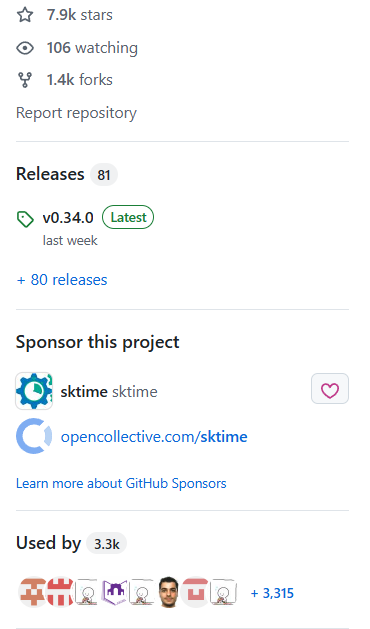 7.9k stars
106 watching
1.4k forks
Report repository
Releases 81
v0.34.0 Latest
last week
+ 80 releases
Sponsor this project
sktime sktime
opencollective.com/sktime
Learn more about GitHub Sponsors
Used by 3.3k
+ 3,315